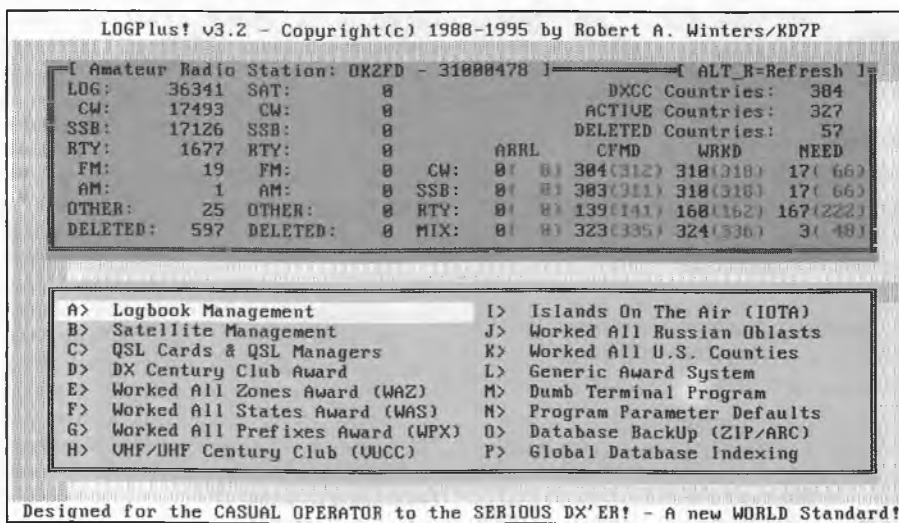 LOGPlus! v3.2 - Copyright(c) 1988-1995 by Robert A. Winters/KD7P
[ Amateur Radio Station: OK2FD - 31000478 ] [ ALT_R=Refresh ]
LOG: 36341 SAT: 0 DXCC Countries: 384
CW: 17493 CW: 0 ACTIVE Countries: 327
SSB: 17126 SSB: 0 DELETED Countries: 57
RTY: 1677 RTY: 0 ARRL CFMD WRKD NEED
FM: 19 FM: 0 CW: 0( 0) 304(312) 310(318) 17( 66)
AM: 1 AM: 0 SSB: 0( 0) 303(311) 310(318) 17( 66)
OTHER: 25 OTHER: 0 RTY: 0( 0) 139(141) 160(162) 167(222)
DELETED: 597 DELETED: 0 MIX: 0( 0) 323(335) 324(336) 3( 48)
A> Logbook Management
B> Satellite Management
C> QSL Cards & QSL Managers
D> DX Century Club Award
E> Worked All Zones Award (WAZ)
F> Worked All States Award (WAS)
G> Worked All Prefixes Award (WPX)
H> VHF/UHF Century Club (VUCC)
I> Islands On The Air (IOTA)
J> Worked All Russian Oblasts
K> Worked All U.S. Counties
L> Generic Award System
M> Dumb Terminal Program
N> Program Parameter Defaults
O> Database BackUp (ZIP/ARC)
P> Global Database Indexing
Designed for the CASUAL OPERATOR to the SERIOUS DX'ER! - A new WORLD Standard!